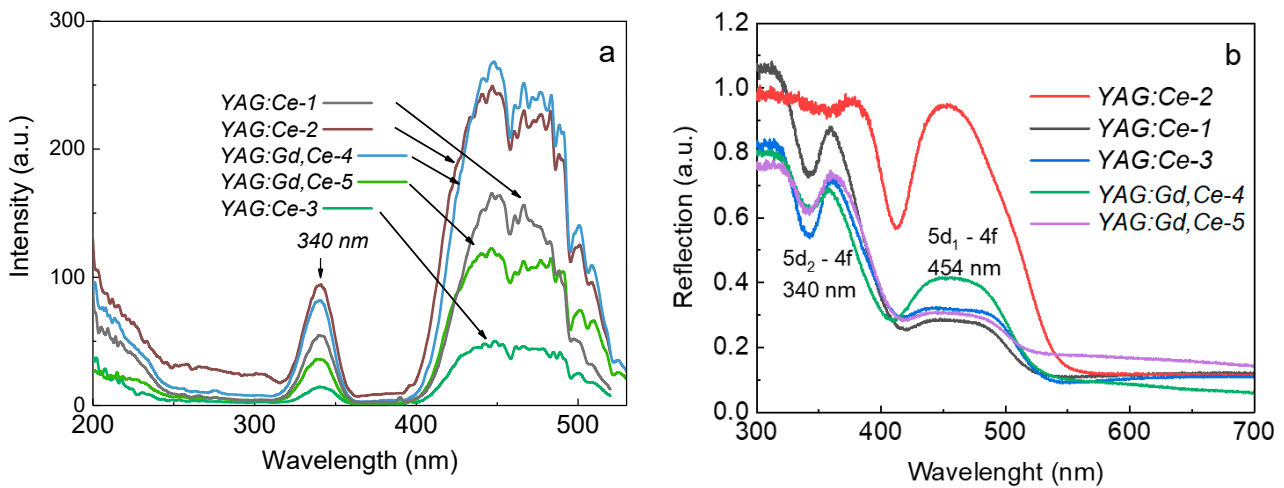 a
300
200
100
0
Intensity (a.u.)
YAG:Ce-1
YAG:Ce-2
YAG:Gd,Ce-4
YAG:Gd,Ce-5
YAG:Ce-3
340 nm
200
300
400
500
Wavelength (nm)
b
1.2
1.0
0.8
0.6
0.4
0.2
0.0
Reflection (a.u.)
YAG:Ce-2
YAG:Ce-1
YAG:Ce-3
YAG:Gd,Ce-4
YAG:Gd,Ce-5
5d₂ - 4f
340 nm
5d₁ - 4f
454 nm
300
400
500
600
700
Wavelenght (nm)